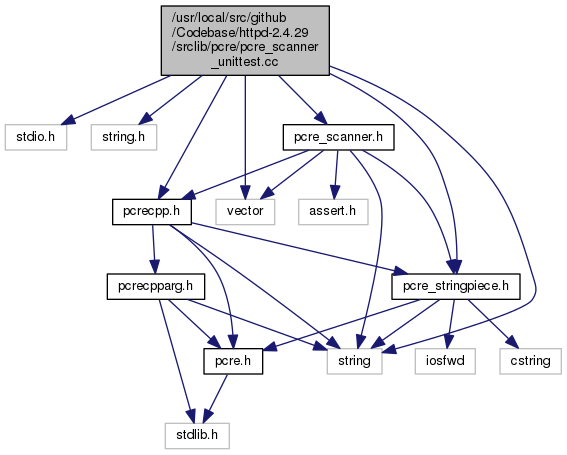 /usr/local/src/github
/Codebase/httpd-2.4.29
/srclib/pcre/pcre_scanner
_unittest.cc
stdio.h
string.h
pcre_scanner.h
pcrecpp.h
vector
assert.h
pcrecpparg.h
pcre_stringpiece.h
pcre.h
string
iosfwd
cstring
stdlib.h